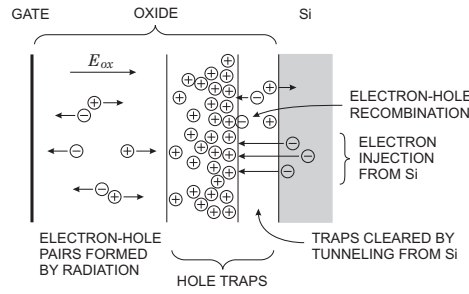 GATE
OXIDE
Si
E_ox
ELECTRON-HOLE
RECOMBINATION
ELECTRON
INJECTION
FROM Si
ELECTRON-HOLE
PAIRS FORMED
BY RADIATION
TRAPS CLEARED BY
TUNNELING FROM Si
HOLE TRAPS